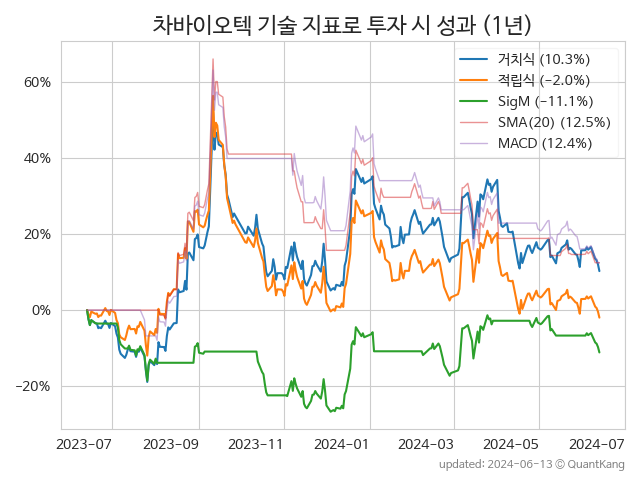 차바이오텍 기술 지표로 투자 시 성과 (1년)
거치식 (10.3%)
적립식 (−2.0%)
SigM (−11.1%)
SMA(20) (12.5%)
MACD (12.4%)
60%
40%
20%
0%
−20%
2023-07 2023-09 2023-11 2024-01 2024-03 2024-05 2024-07
updated: 2024-06-13 © QuantKang